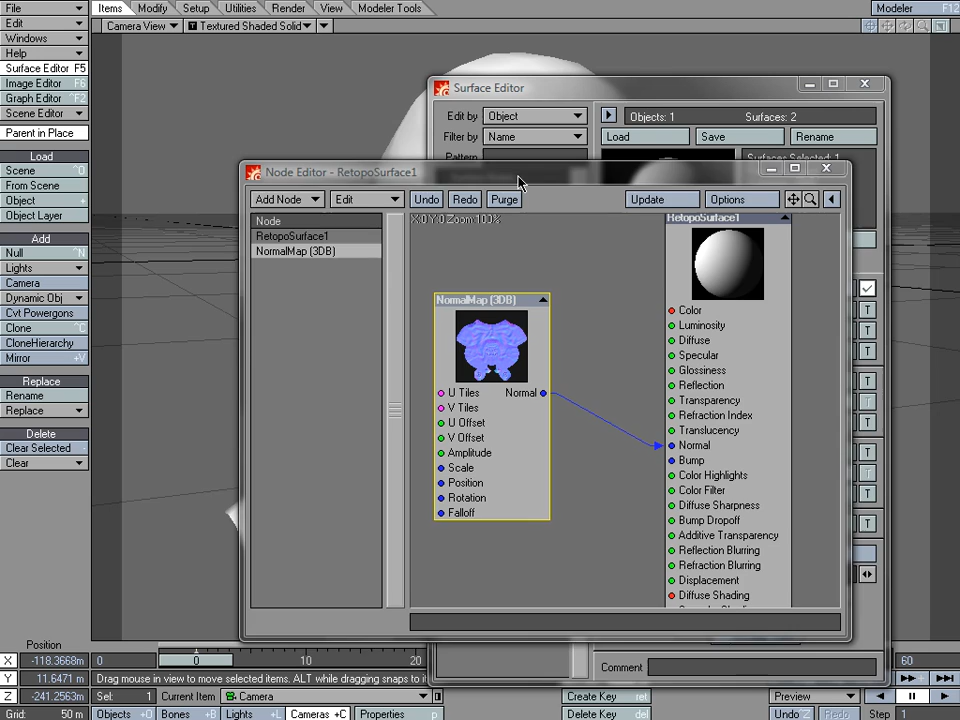 File Items Modify Setup Utilities Render View Modeler Tools Modeler F12
Edit Camera View Textured Shaded Solid
Windows
Help
Surface Editor F5
Image Editor F6
Graph Editor ^F2
Scene Editor
Parent in Place
Load
Scene ^O
From Scene
Object +
Object Layer
Add
Null ^N
Lights
Camera
Dynamic Obj
Cvt Powergons
Clone ^C
CloneHierarchy
Mirror +V
Replace
Rename
Replace
Delete
Clear Selected -
Clear
Surface Editor
Edit by Object Objects: 1 Surfaces: 2
Filter by Name Load Save Rename
Pattern Surfaces Selected: 1
Node Editor - RetopoSurface1
Add Node Edit Undo Redo Purge Update Options
Node
RetopoSurface1
NormalMap (3DB)
X:0 Y:0 Zoom:100%
NormalMap (3DB)
U Tiles Normal
V Tiles
U Offset
V Offset
Amplitude
Scale
Position
Rotation
Falloff
RetopoSurface1
Color
Luminosity
Diffuse
Specular
Glossiness
Reflection
Transparency
Refraction Index
Translucency
Normal
Bump
Color Highlights
Color Filter
Diffuse Sharpness
Bump Dropoff
Additive Transparency
Reflection Blurring
Refraction Blurring
Displacement
Diffuse Shading
T
T
T
T
T
T
T
T
T
T
T
Comment
Position
X -118.3668m 0 0 10 20 60
Y 11.6471 m Drag mouse in view to move selected items. ALT while dragging snaps to i
Z -241.2563m Sel: 1 Current Item Camera Create Key ret Preview
Grid: 50 m Objects +O Bones +B Lights +L Cameras +C Properties p Delete Key del Undo Redo Step 1